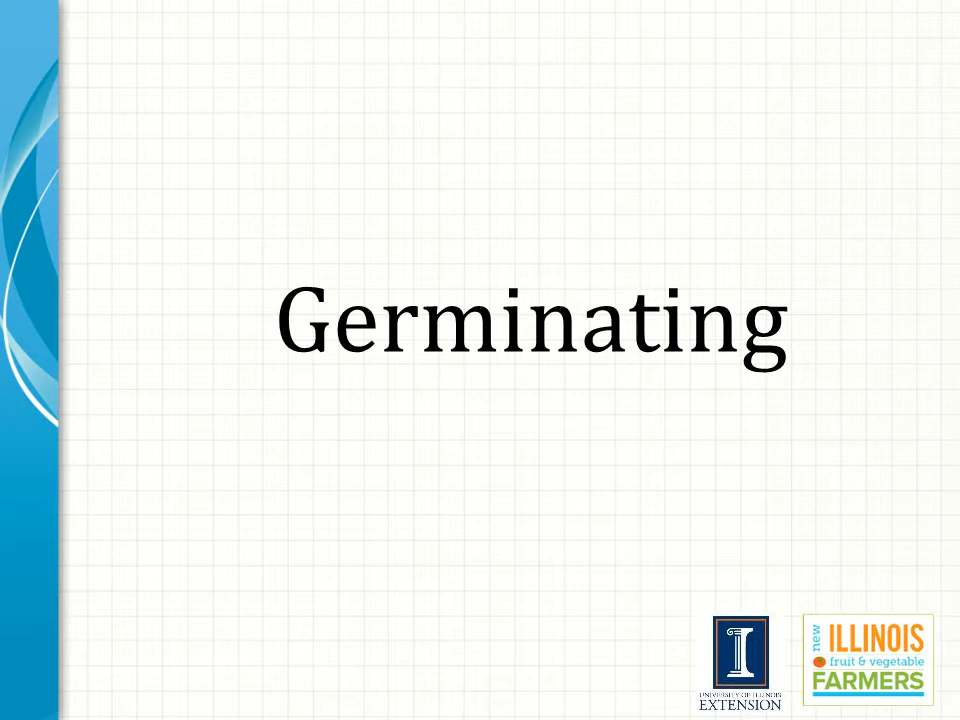 Germinating
I
UNIVERSITY OF ILLINOIS
EXTENSION
new
ILLINOIS
fruit & vegetable
FARMERS